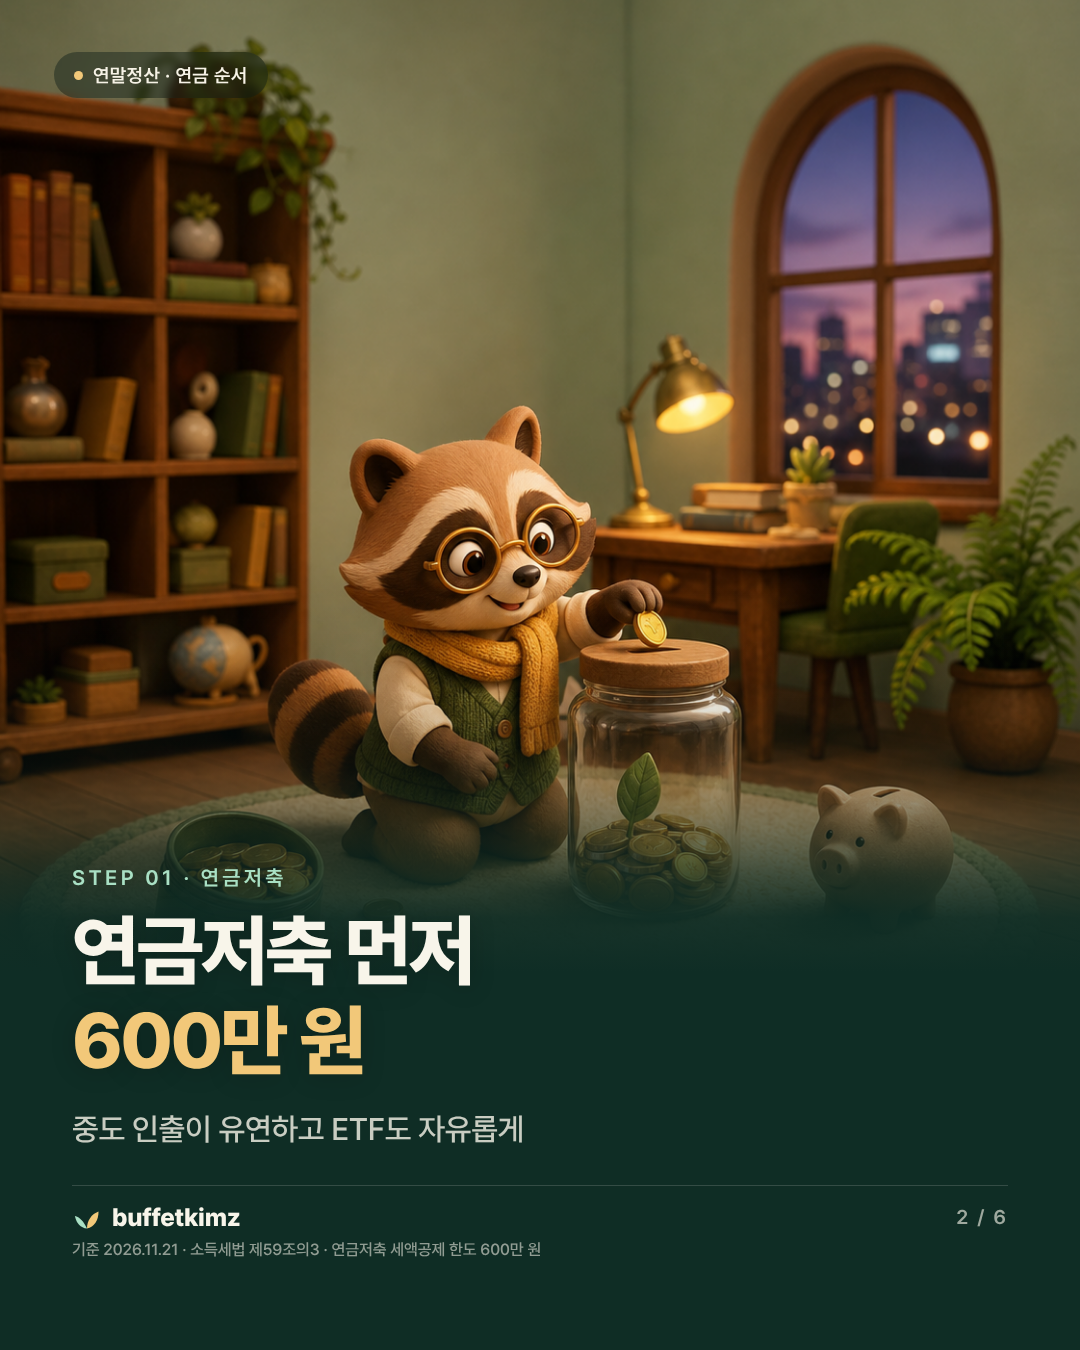 연말정산 · 연금 순서
STEP 01 · 연금저축
연금저축 먼저
600만 원
중도 인출이 유연하고 ETF도 자유롭게
buffetkimz
2 / 6
기준 2026.11.21 · 소득세법 제59조의3 · 연금저축 세액공제 한도 600만 원